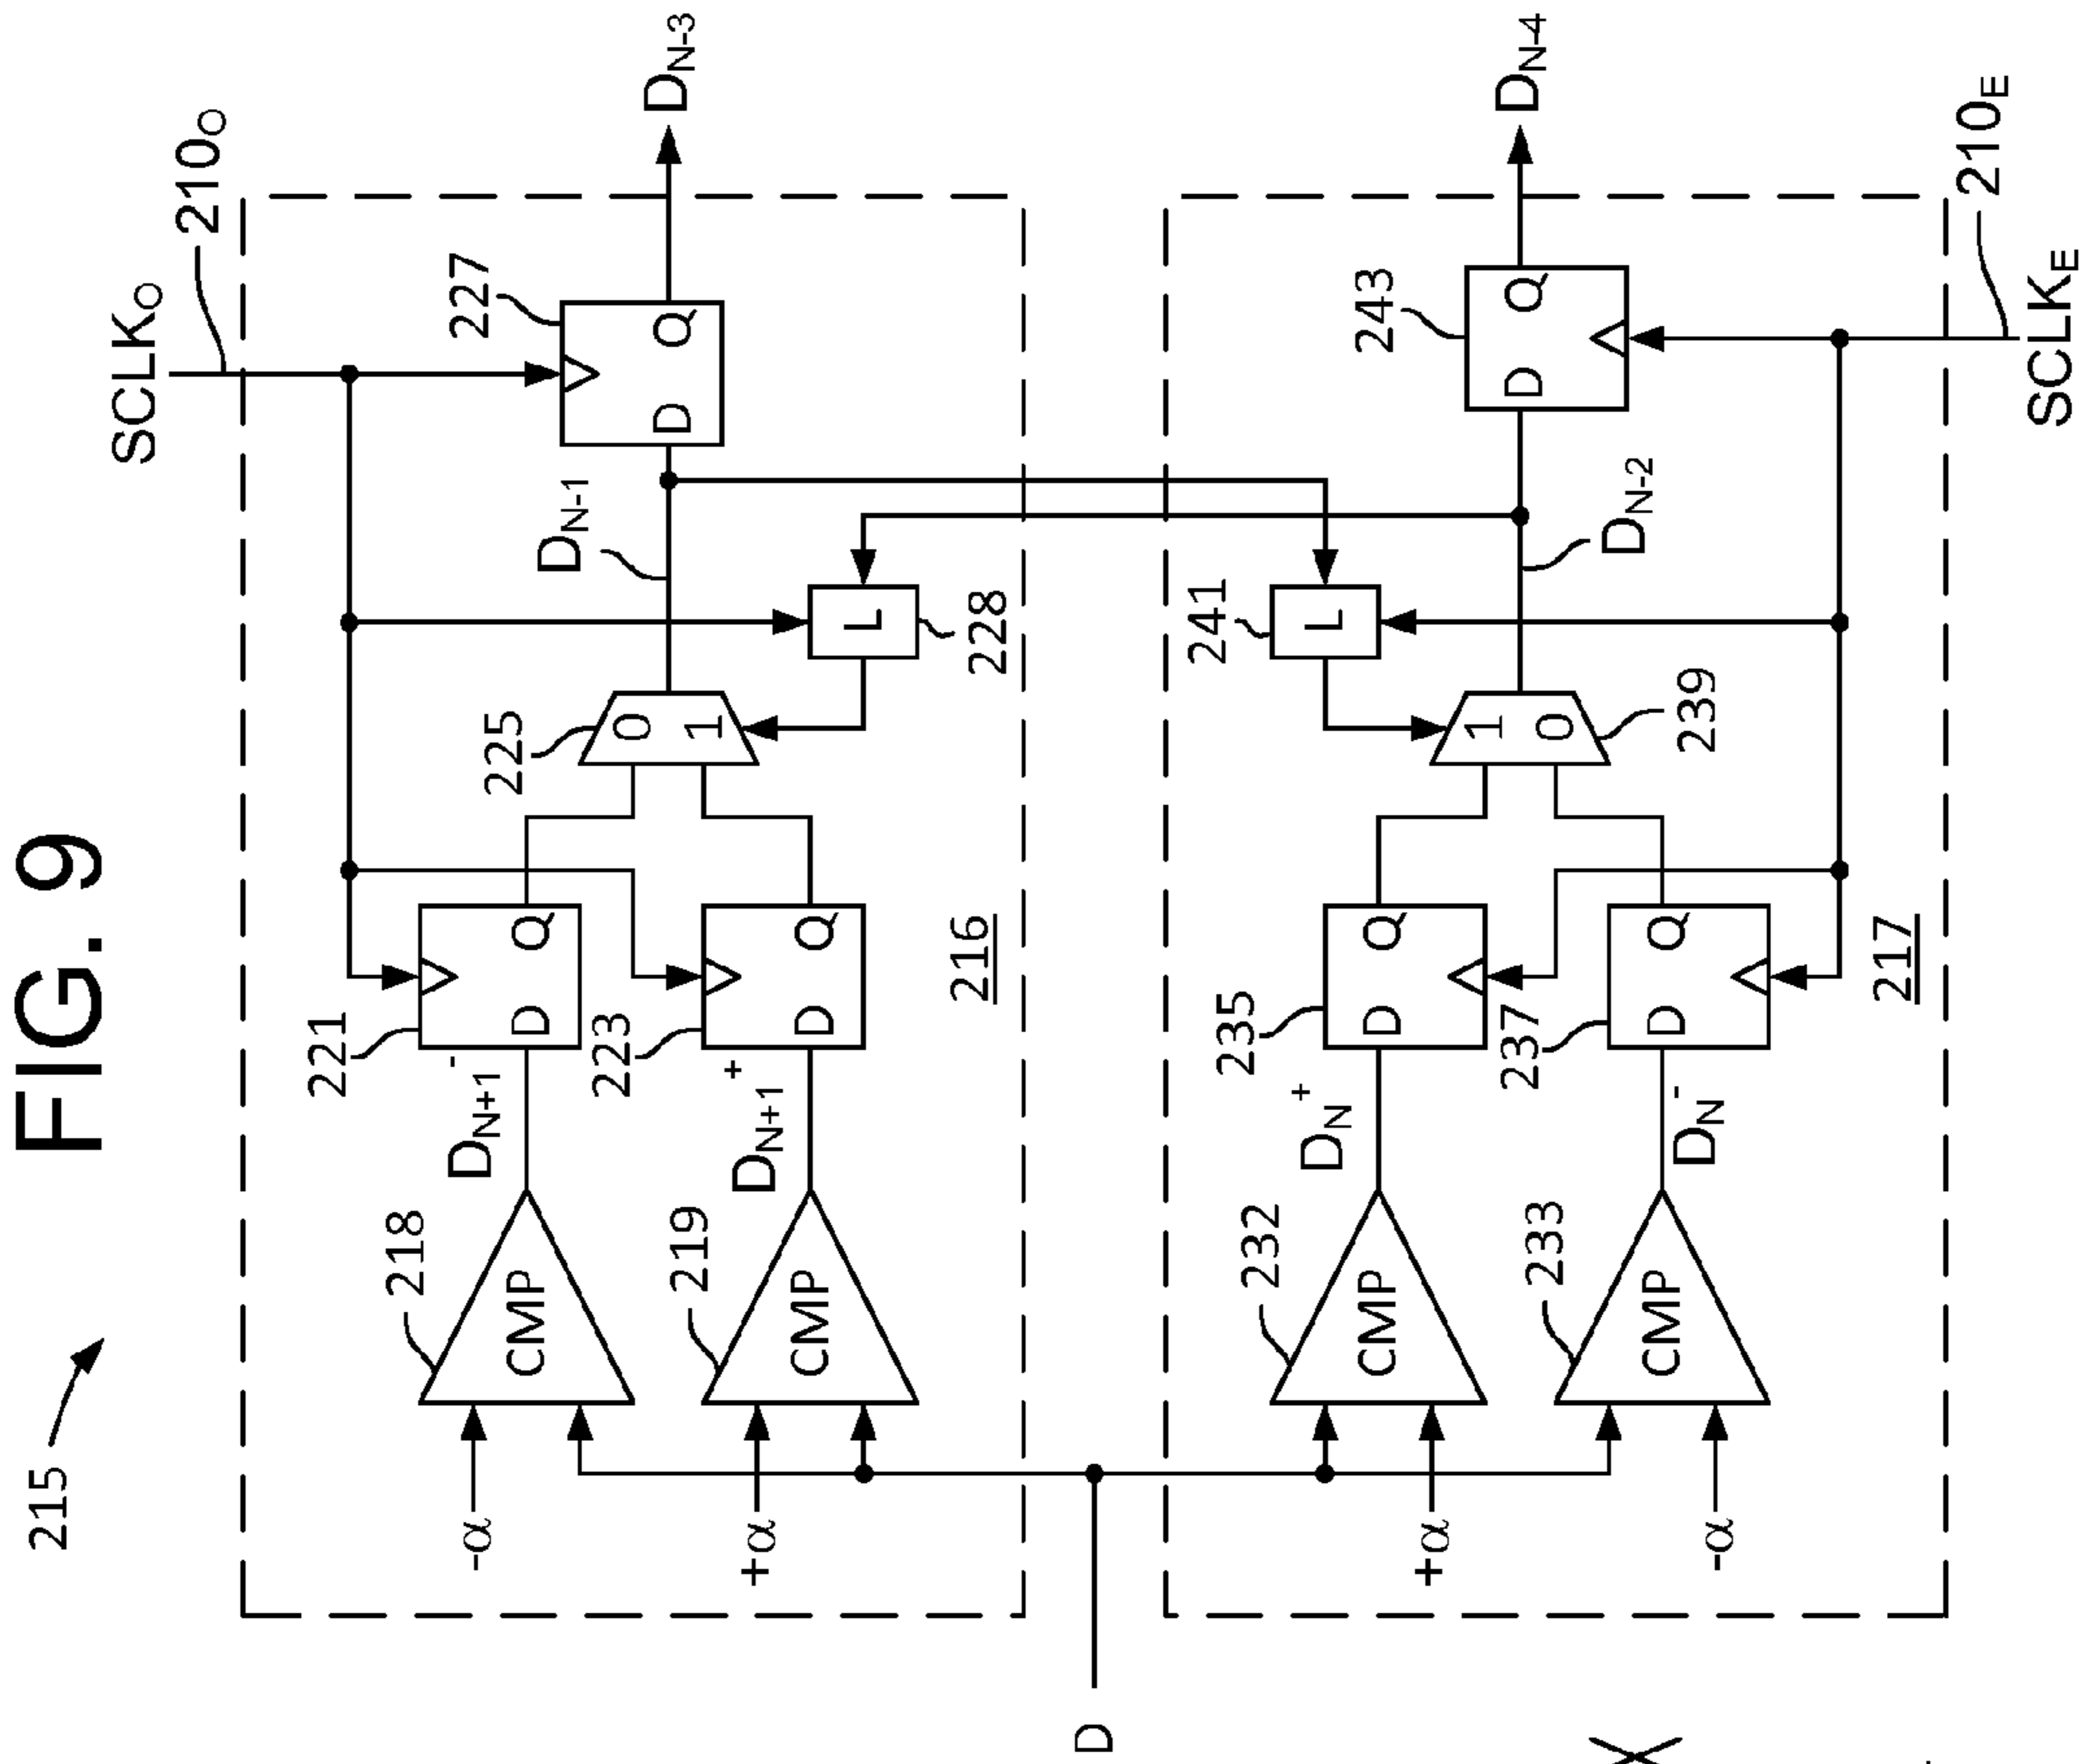 FIG. 9
215
SCLKO
210O
216
-α
218
CMP
DN+1-
221
D
Q
+α
219
CMP
DN+1+
223
D
Q
225
0
1
L
228
DN-1
227
D
Q
DN-3
D
217
232
CMP
+α
DN+
235
D
Q
233
CMP
-α
DN-
237
D
Q
241
L
1
0
239
DN-2
243
D
Q
DN-4
SCLKE
210E